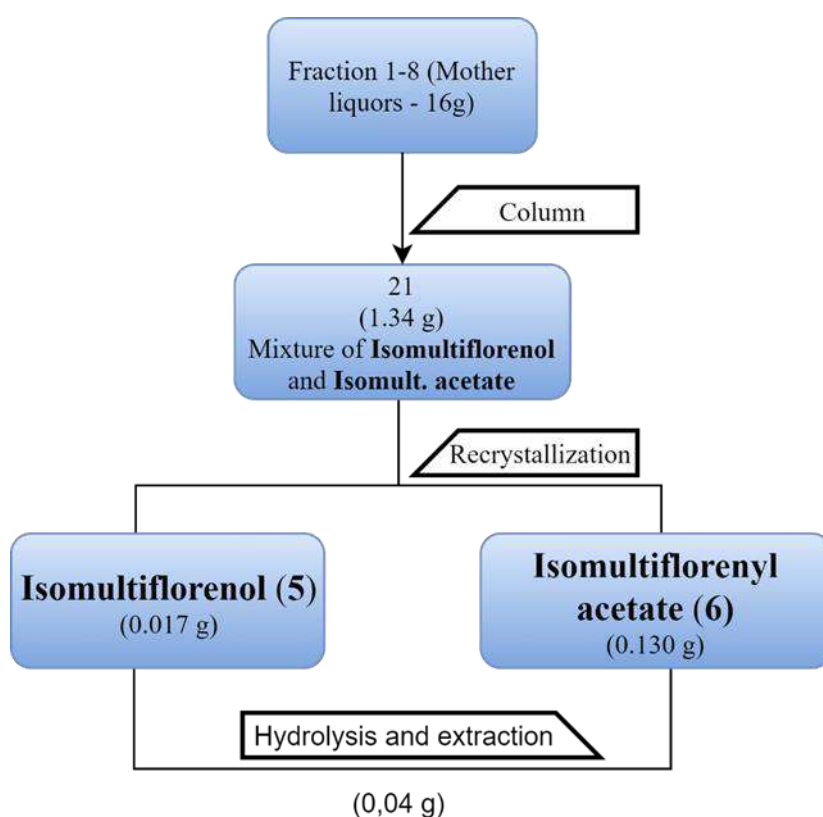 Fraction 1-8 (Mother
liquors - 16g)
Column
21
(1.34 g)
Mixture of Isomultiflorenol
and Isomult. acetate
Recrystallization
Isomultiflorenol (5)
(0.017 g)
Isomultiflorenyl
acetate (6)
(0.130 g)
Hydrolysis and extraction
(0,04 g)